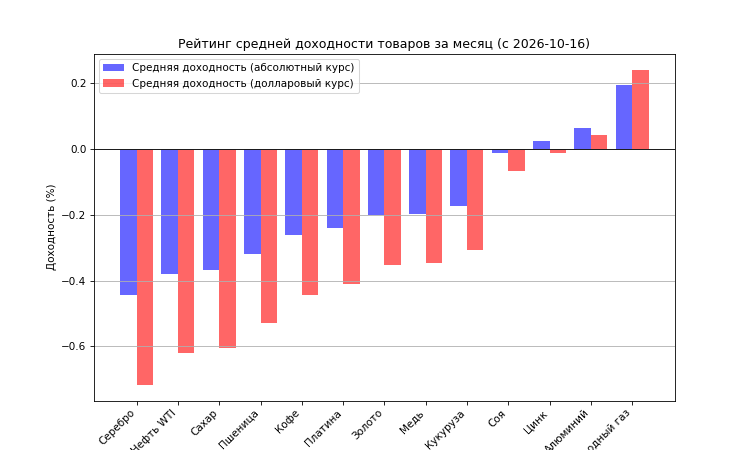 Рейтинг средней доходности товаров за месяц (с 2026-10-16)
Средняя доходность (абсолютный курс)
Средняя доходность (долларовый курс)
Доходность (%)
0.2
0.0
−0.2
−0.4
−0.6
Серебро
Нефть WTI
Сахар
Пшеница
Кофе
Платина
Золото
Медь
Кукуруза
Соя
Цинк
Алюминий
одный газ